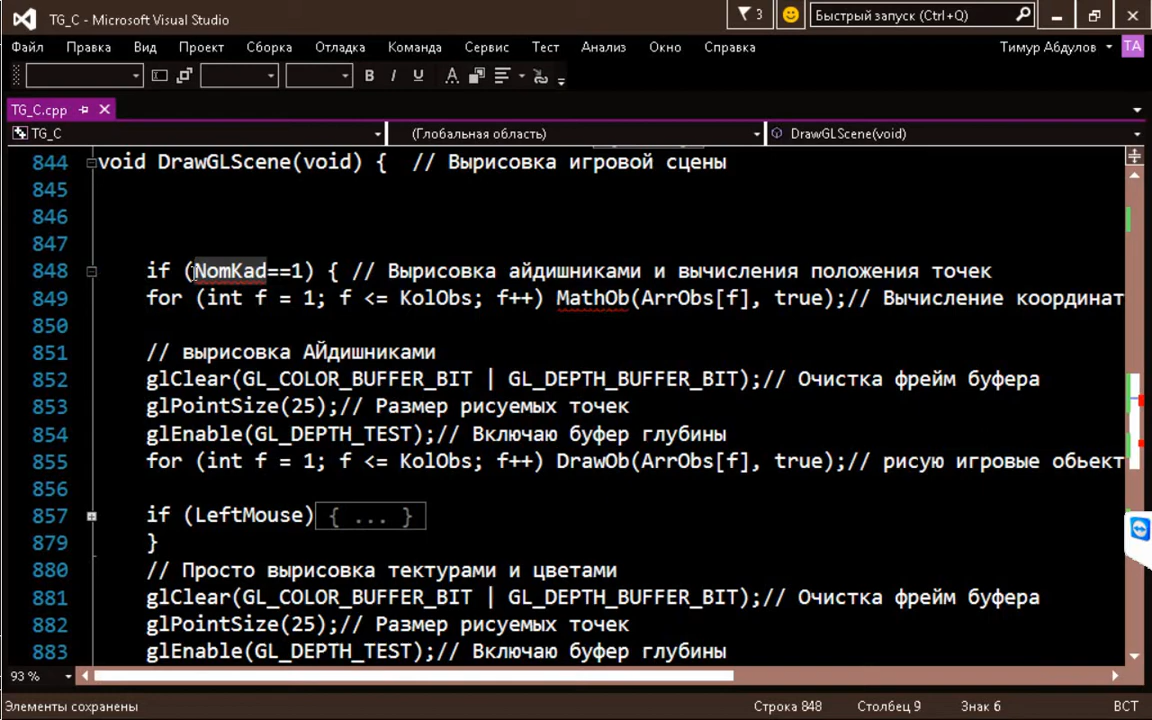 TG_C - Microsoft Visual Studio
3
Быстрый запуск (Ctrl+Q)
Файл Правка Вид Проект Сборка Отладка Команда Сервис Тест Анализ Окно Справка Тимур Абдулов ТА
B I U A
TG_C.cpp
TG_C (Глобальная область) DrawGLScene(void)
844 void DrawGLScene(void) { // Вырисовка игровой сцены
845
846
847
848 if (NomKad==1) { // Вырисовка айдишниками и вычисления положения точек
849 for (int f = 1; f <= KolObs; f++) MathOb(ArrObs[f], true);// Вычисление координат
850
851 // вырисовка АЙдишниками
852 glClear(GL_COLOR_BUFFER_BIT | GL_DEPTH_BUFFER_BIT);// Очистка фрейм буфера
853 glPointSize(25);// Размер рисуемых точек
854 glEnable(GL_DEPTH_TEST);// Включаю буфер глубины
855 for (int f = 1; f <= KolObs; f++) DrawOb(ArrObs[f], true);// рисую игровые обьект
856
857 if (LeftMouse) { ... }
879 }
880 // Просто вырисовка тектурами и цветами
881 glClear(GL_COLOR_BUFFER_BIT | GL_DEPTH_BUFFER_BIT);// Очистка фрейм буфера
882 glPointSize(25);// Размер рисуемых точек
883 glEnable(GL_DEPTH_TEST);// Включаю буфер глубины
93 %
Элементы сохранены Строка 848 Столбец 9 Знак 6 ВСТ